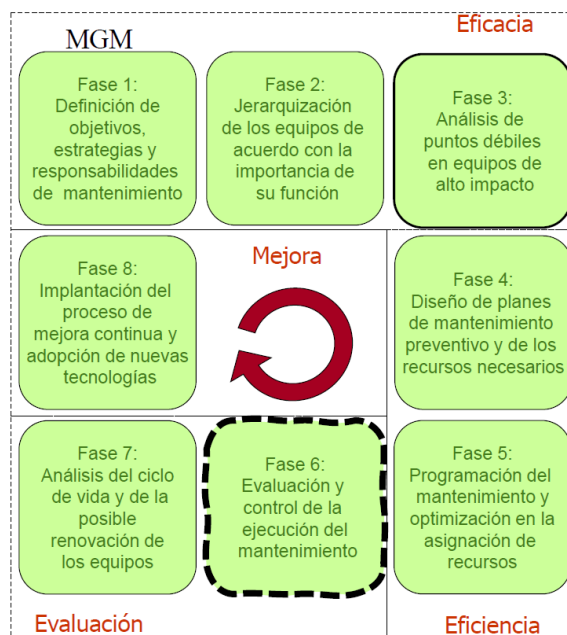 MGM
Eficacia
Fase 1:
Definición de
objetivos,
estrategias y
responsabilidades
de mantenimiento
Fase 2:
Jerarquización
de los equipos de
acuerdo con la
importancia de
su función
Fase 3:
Análisis de
puntos débiles
en equipos de
alto impacto
Fase 8:
Implantación del
proceso de
mejora continua y
adopción de nuevas
tecnologías
Mejora
Fase 4:
Diseño de planes
de mantenimiento
preventivo y de los
recursos necesarios
Fase 7:
Análisis del ciclo
de vida y de la
posible
renovación de
los equipos
Fase 6:
Evaluación y
control de la
ejecución del
mantenimiento
Fase 5:
Programación del
mantenimiento y
optimización en la
asignación de
recursos
Evaluación
Eficiencia